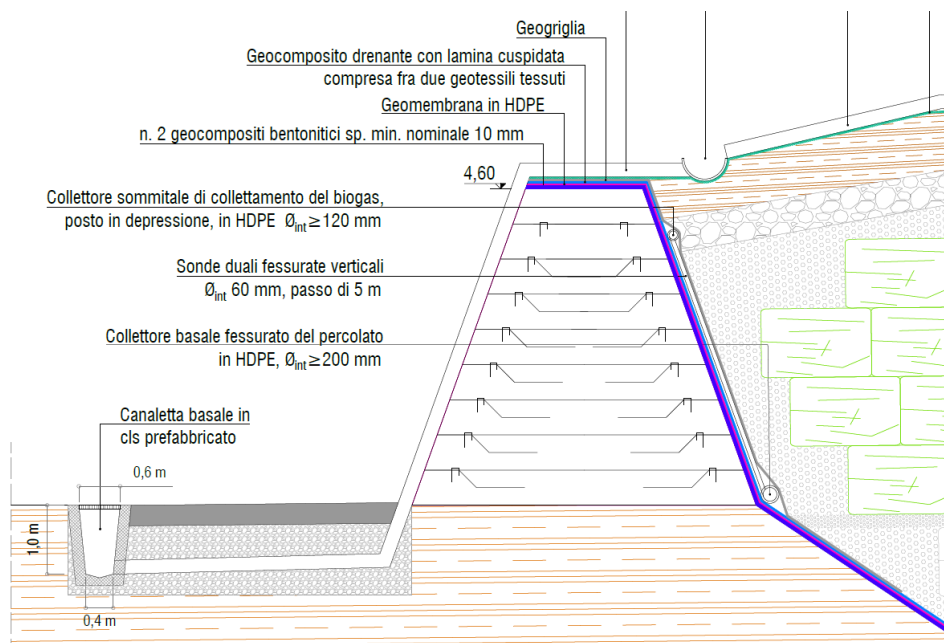 Geogriglia
Geocomposito drenante con lamina cuspidata
compresa fra due geotessili tessuti
Geomembrana in HDPE
n. 2 geocompositi bentonitici sp. min. nominale 10 mm
4,60
Collettore sommitale di collettamento del biogas,
posto in depressione, in HDPE Øint≥120 mm
Sonde duali fessurate verticali
Øint 60 mm, passo di 5 m
Collettore basale fessurato del percolato
in HDPE, Øint≥200 mm
Canaletta basale in
cls prefabbricato
0,6 m
1,0 m
0,4 m